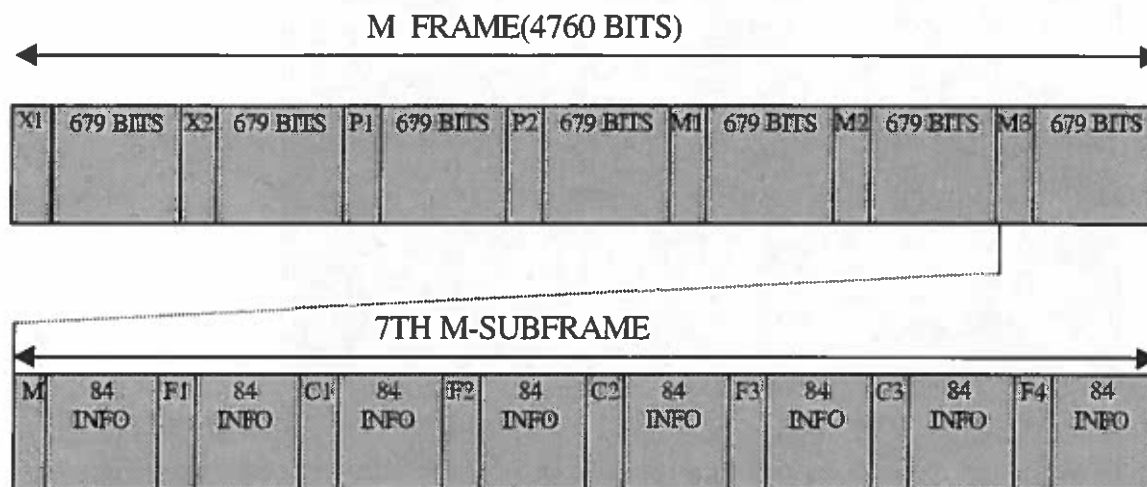 M FRAME(4760 BITS)
X1 679 BITS X2 679 BITS P1 679 BITS P2 679 BITS M1 679 BITS M2 679 BITS M3 679 BITS
7TH M-SUBFRAME
M 84 F1 84 C1 84 F2 84 C2 84 F3 84 C3 84 F4 84
INFO INFO INFO INFO INFO INFO INFO INFO